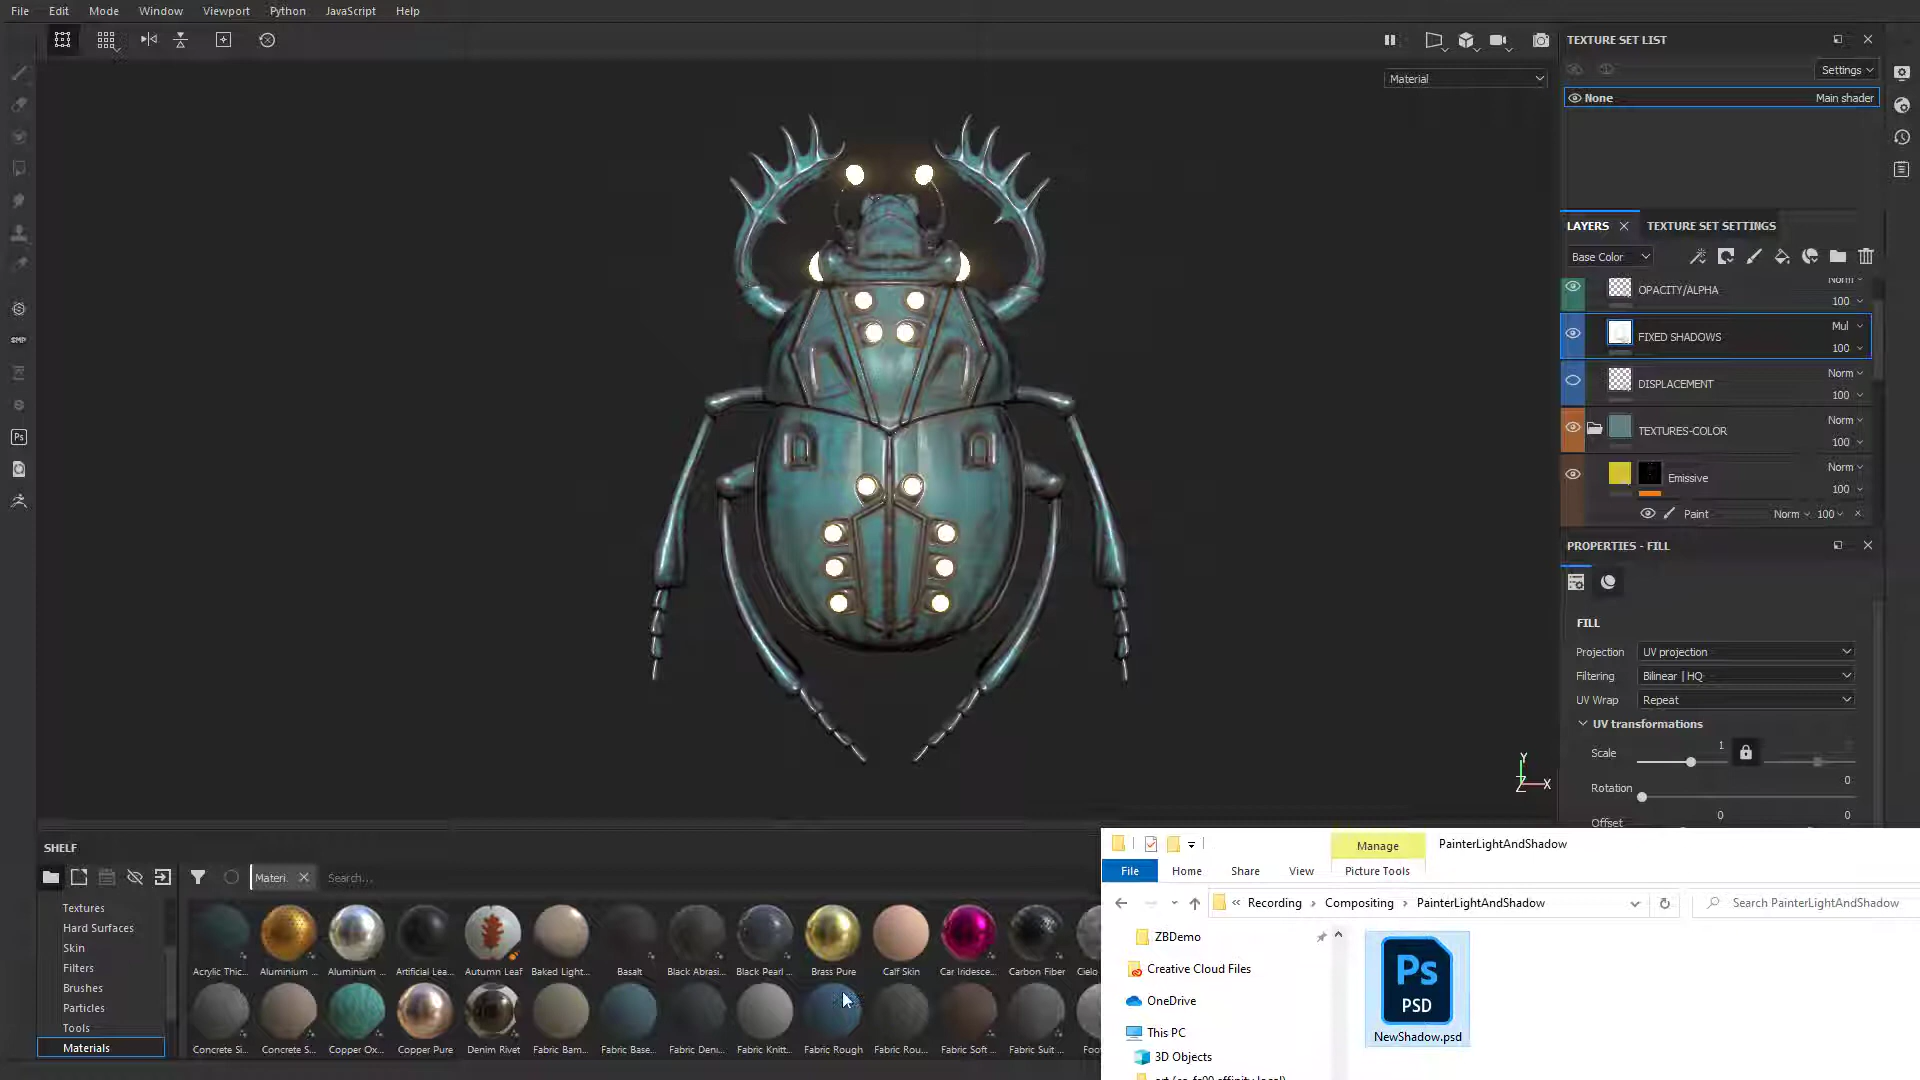 File Edit Mode Window Viewport Python JavaScript Help
Material
TEXTURE SET LIST
Settings
None Main shader
LAYERS TEXTURE SET SETTINGS
Base Color
Norm
OPACITY/ALPHA
100
Mul
FIXED SHADOWS
100
Norm
DISPLACEMENT
100
Norm
TEXTURES-COLOR
100
Norm
Emissive
100
Paint Norm 100
PROPERTIES - FILL
FILL
Projection UV projection
Filtering Bilinear | HQ
UV Wrap Repeat
UV transformations
Scale 1
Rotation 0
Offset 0 0
Y
Z X
SMP
Ps
SHELF
Materi. Search...
Textures
Hard Surfaces
Skin
Filters
Brushes
Particles
Tools
Materials
Acrylic Thic... Aluminium ... Aluminium ... Artificial Lea... Autumn Leaf Baked Light... Basalt Black Abrasi... Black Pearl ... Brass Pure Calf Skin Car Iridesce... Carbon Fiber Cielo
Concrete Si... Concrete S... Copper Ox... Copper Pure Denim Rivet Fabric Bam... Fabric Base... Fabric Deni... Fabric Knitt... Fabric Rough Fabric Rou... Fabric Soft ... Fabric Suit ... Foot
Manage PainterLightAndShadow
File Home Share View Picture Tools
« Recording › Compositing › PainterLightAndShadow
Search PainterLightAndShadow
ZBDemo
Creative Cloud Files
OneDrive
This PC
3D Objects
Ps
PSD
NewShadow.psd